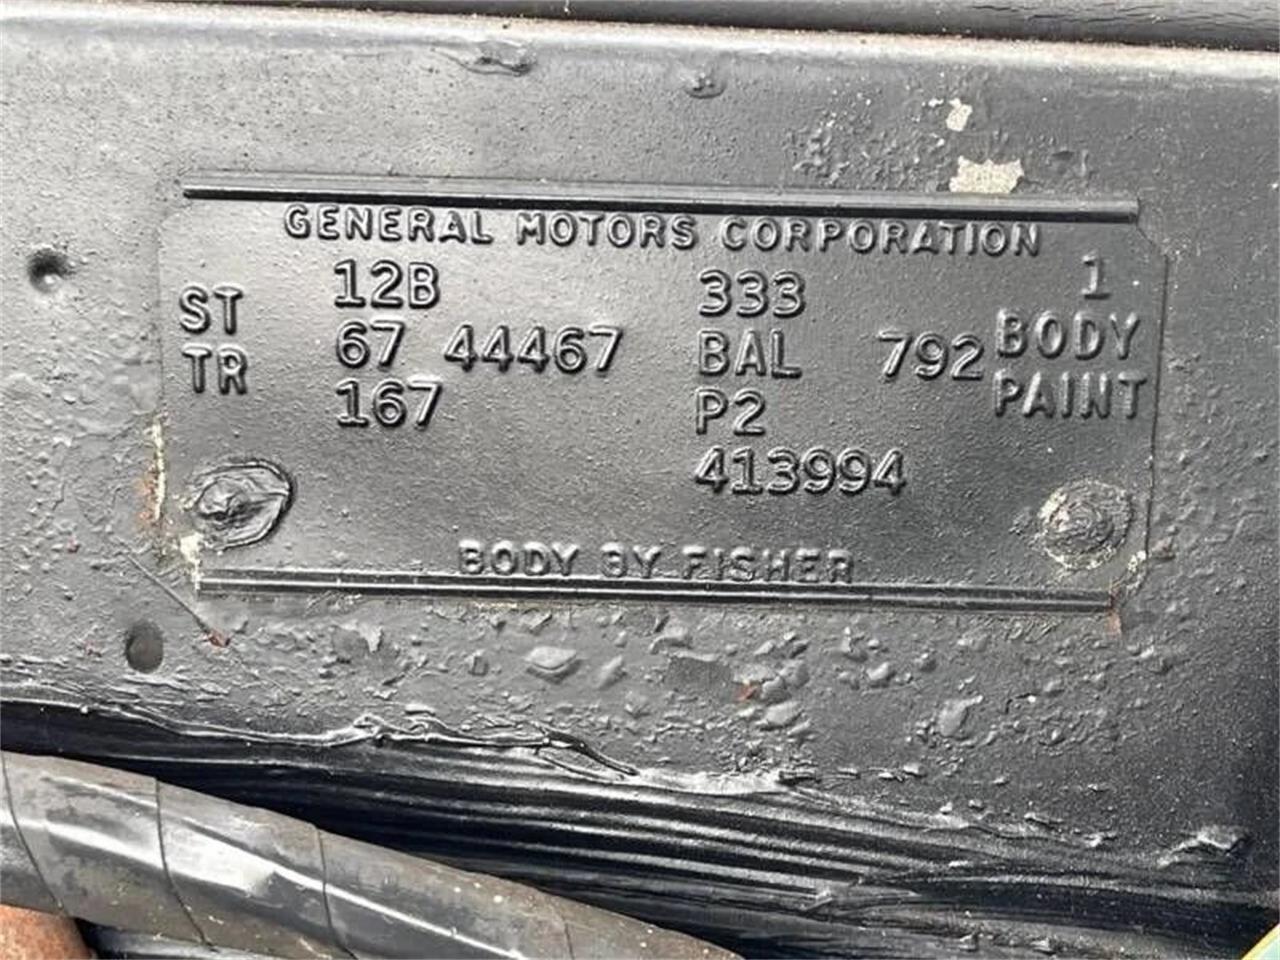 GENERAL MOTORS CORPORATION
12B 333 1
ST 67 44467 BAL 792 BODY
TR 167 P2 PAINT
413994
BODY BY FISHER